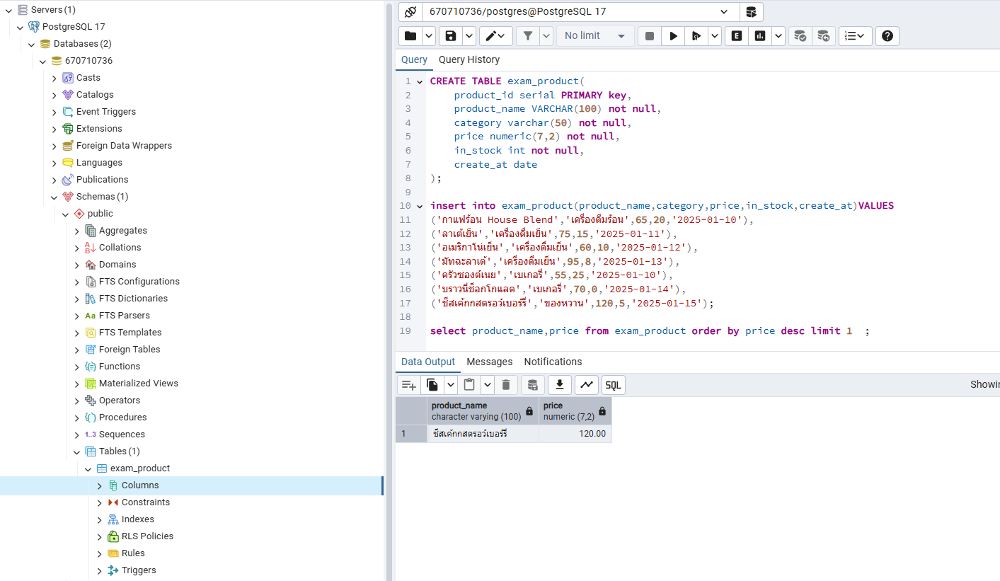 Servers (1)
PostgreSQL 17
Databases (2)
670710736
Casts
Catalogs
Event Triggers
Extensions
Foreign Data Wrappers
Languages
Publications
Schemas (1)
public
Aggregates
Collations
Domains
FTS Configurations
FTS Dictionaries
FTS Parsers
FTS Templates
Foreign Tables
Functions
Materialized Views
Operators
Procedures
Sequences
Tables (1)
exam_product
Columns
Constraints
Indexes
RLS Policies
Rules
Triggers
670710736/postgres@PostgreSQL 17
No limit
Query Query History
1 CREATE TABLE exam_product(
2 product_id serial PRIMARY key,
3 product_name VARCHAR(100) not null,
4 category varchar(50) not null,
5 price numeric(7,2) not null,
6 in_stock int not null,
7 create_at date
8 );
9
10 insert into exam_product(product_name,category,price,in_stock,create_at)VALUES
11 ('กาแฟร้อน House Blend','เครื่องดื่มร้อน',65,20,'2025-01-10'),
12 ('ลาเต้เย็น','เครื่องดื่มเย็น',75,15,'2025-01-11'),
13 ('อเมริกาโน่เย็น','เครื่องดื่มเย็น',60,10,'2025-01-12'),
14 ('มัทฉะลาเต้','เครื่องดื่มเย็น',95,8,'2025-01-13'),
15 ('ครัวซองต์เนย','เบเกอรี่',55,25,'2025-01-10'),
16 ('บราวนี่ช็อกโกแลต','เบเกอรี่',70,0,'2025-01-14'),
17 ('ชีสเค้กกสตรอว์เบอร์รี่','ของหวาน',120,5,'2025-01-15');
18
19 select product_name,price from exam_product order by price desc limit 1 ;
Data Output Messages Notifications
SQL
Showin
product_name price
character varying (100) numeric (7,2)
1 ชีสเค้กกสตรอว์เบอร์รี่ 120.00